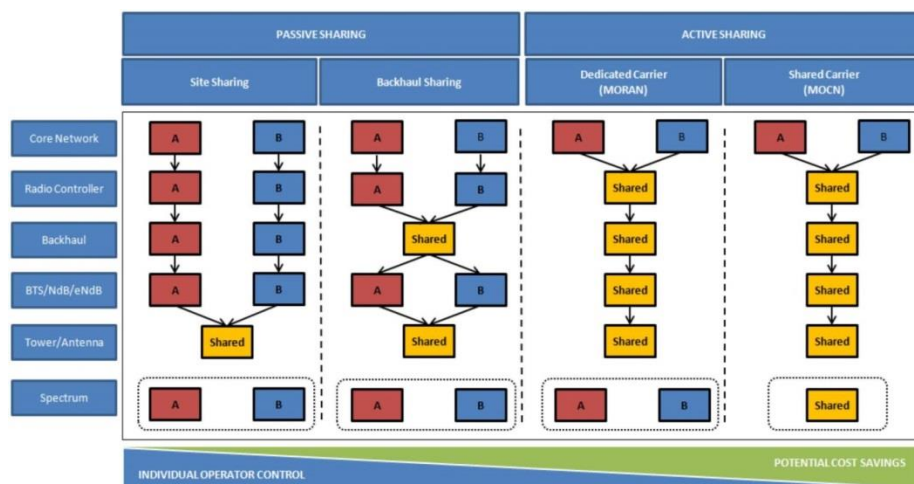 PASSIVE SHARING ACTIVE SHARING
Site Sharing Backhaul Sharing Dedicated Carrier (MORAN) Shared Carrier (MOCN)
Core Network A B A B A B A B
Radio Controller A B A B Shared Shared
Backhaul A B Shared Shared Shared
BTS/NdB/eNdB A B A B Shared Shared
Tower/Antenna Shared Shared Shared Shared
Spectrum A B A B A B Shared
INDIVIDUAL OPERATOR CONTROL POTENTIAL COST SAVINGS